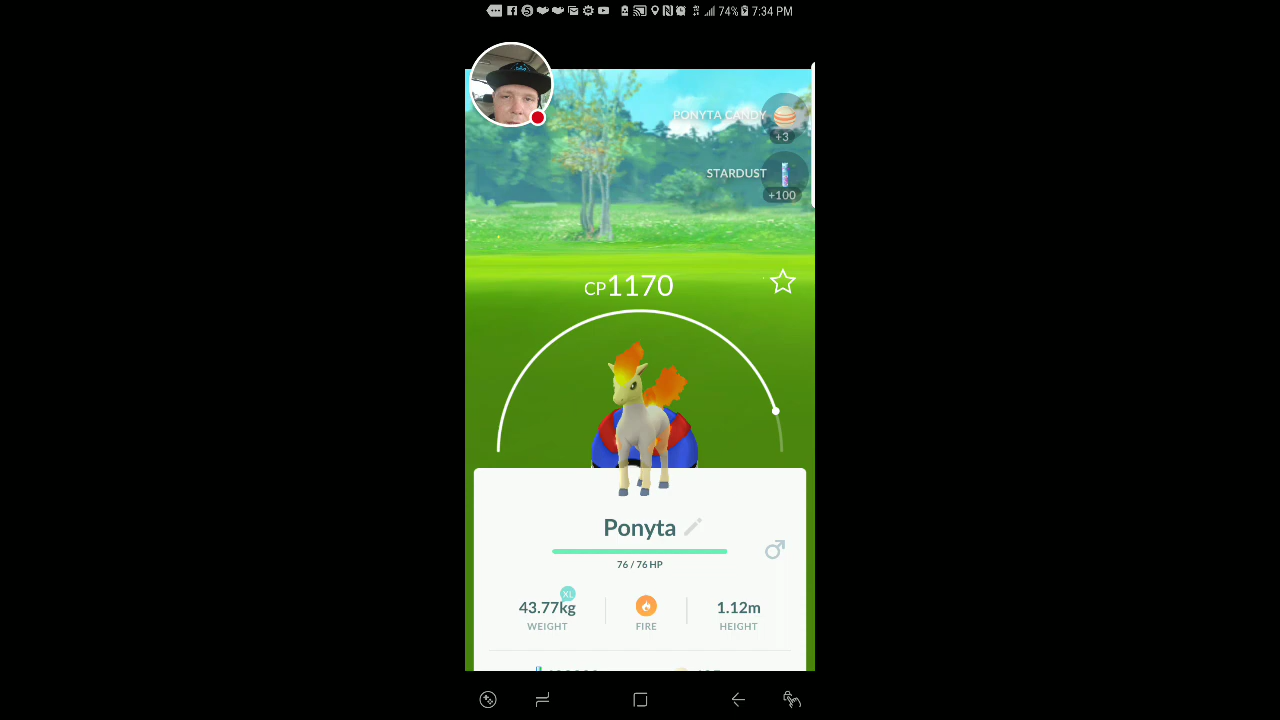 74% 7:34 PM
PONYTA CANDY
+3
STARDUST
+100
CP1170
Ponyta
76 / 76 HP
XL
43.77kg
1.12m
WEIGHT
FIRE
HEIGHT